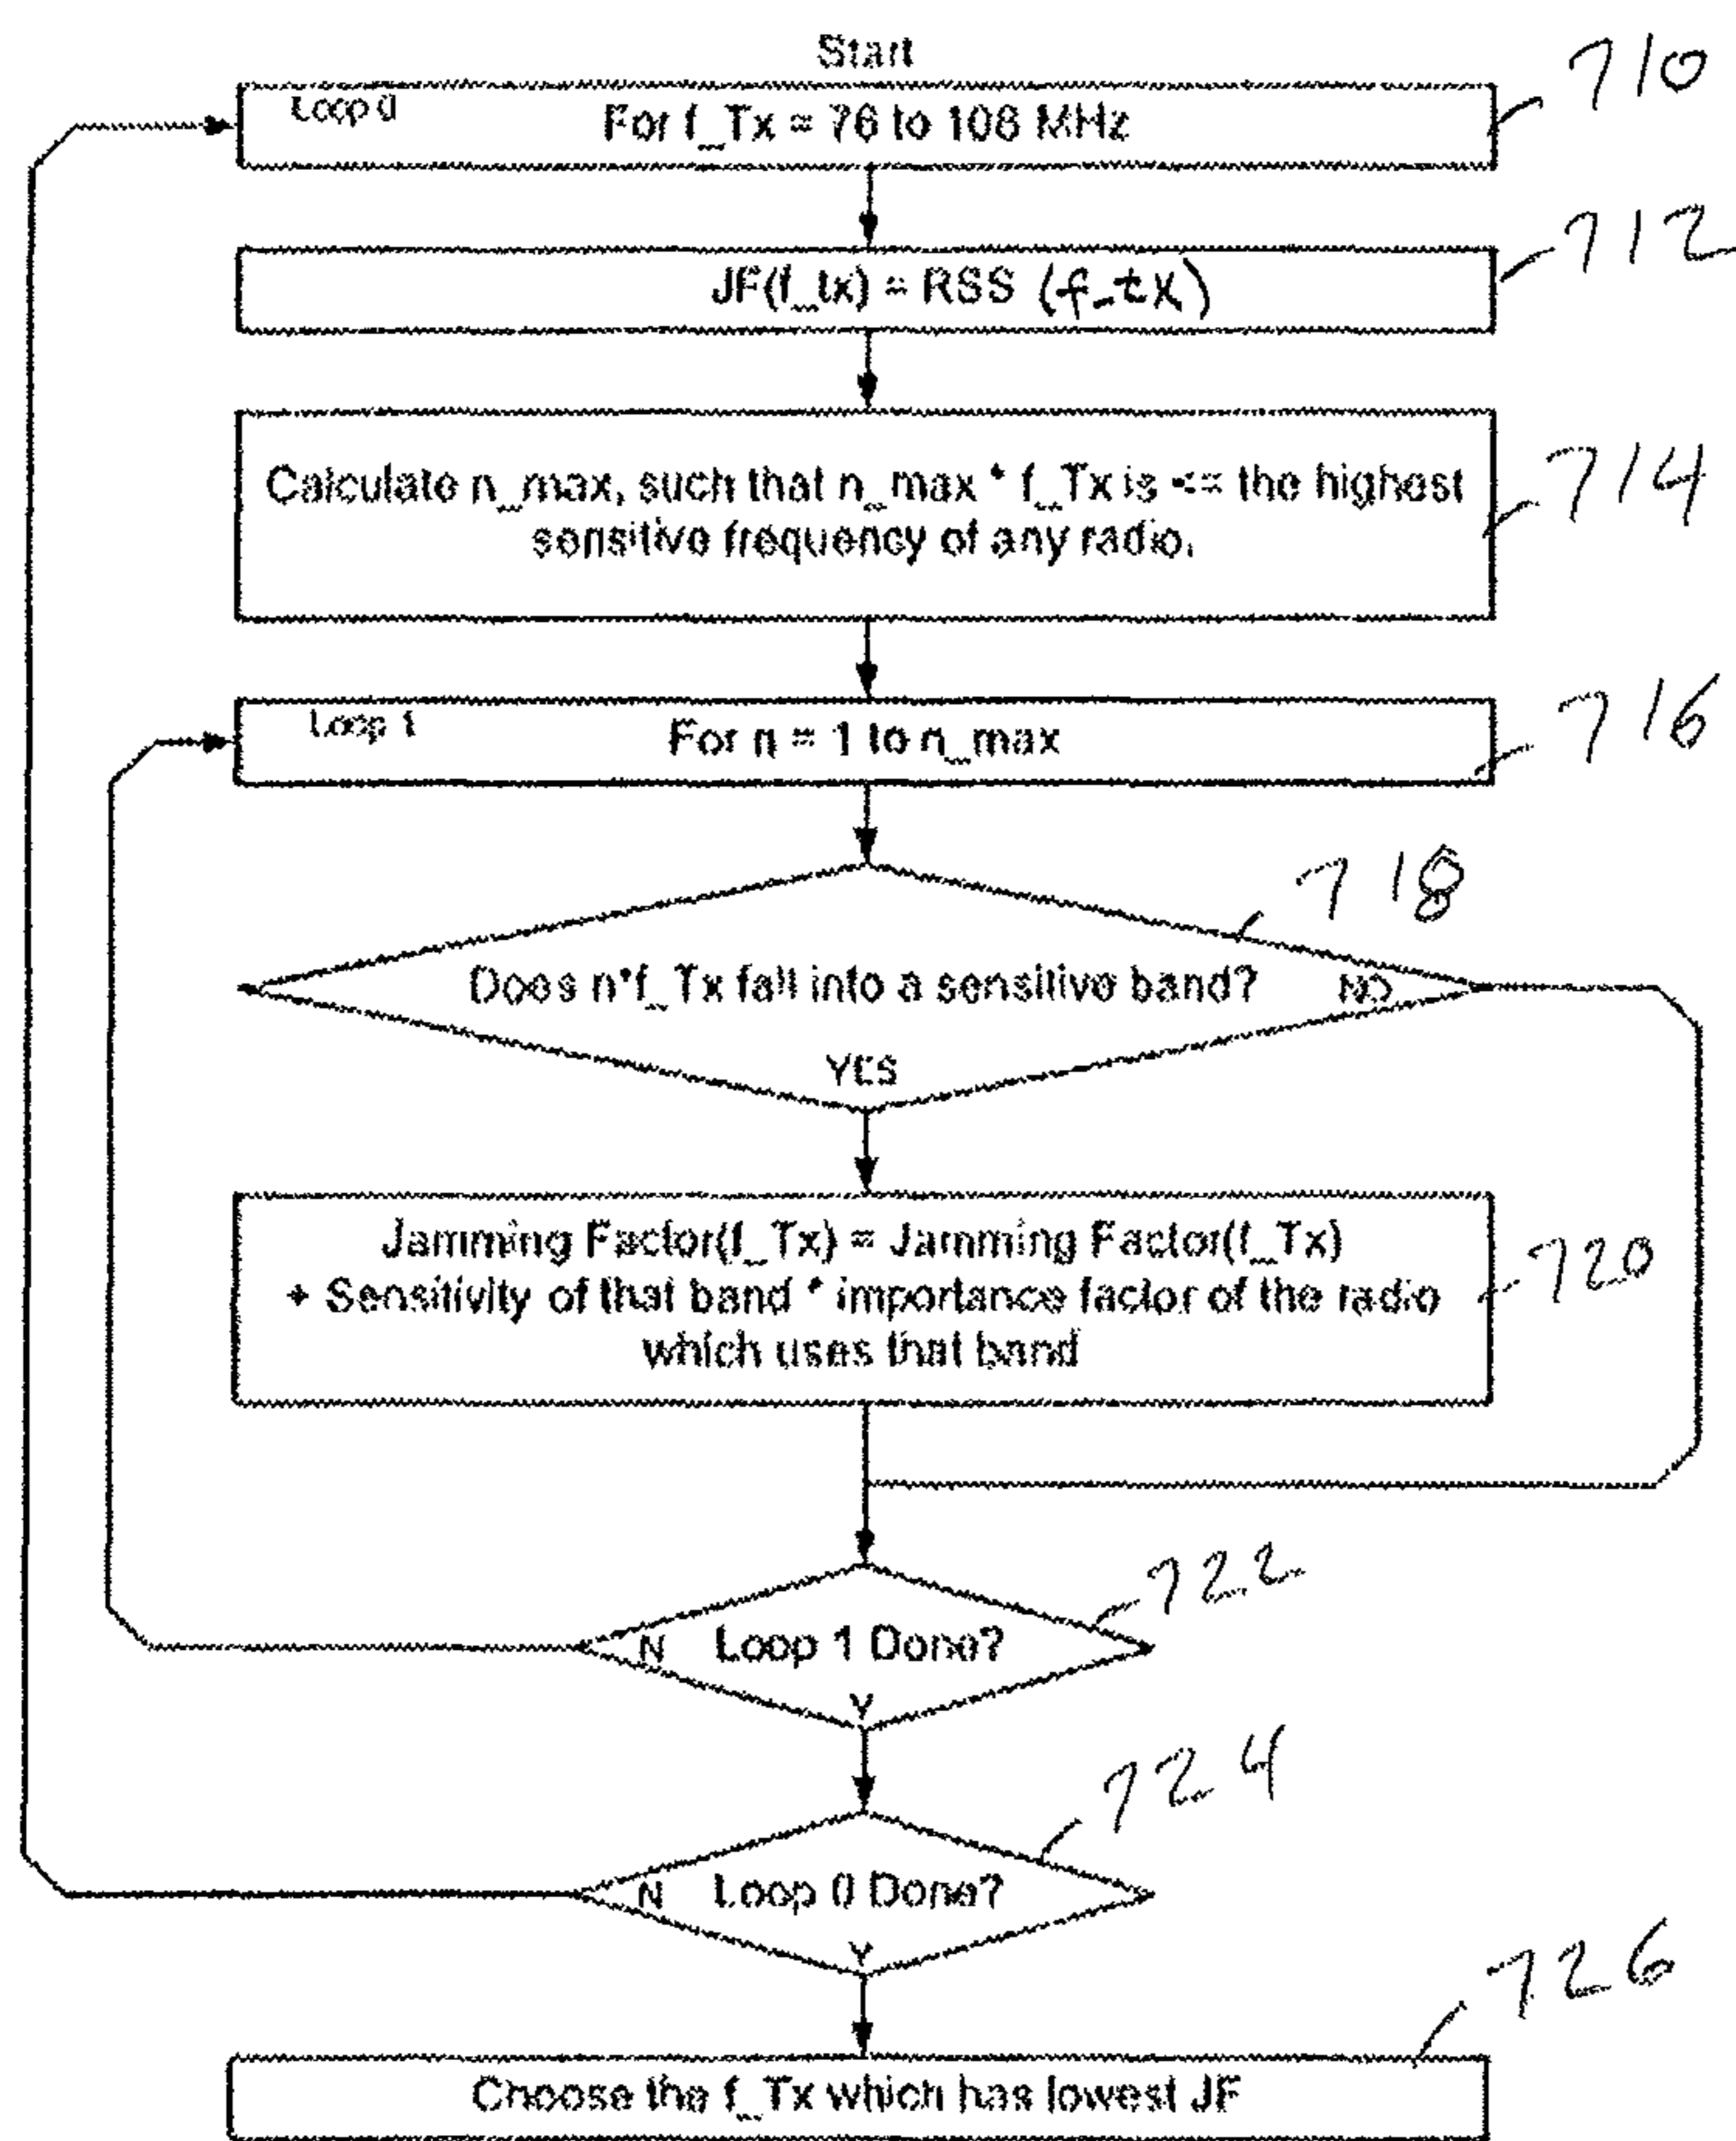 Start
710
Loop 0
For f_Tx = 76 to 108 MHz
712
JF(f_tx) = RSS (f_tx)
714
Calculate n_max, such that n_max * f_Tx is <= the highest
sensitive frequency of any radio.
716
Loop 1
For n = 1 to n_max
718
Does n*f_Tx fall into a sensitive band?
NO
YES
Jamming Factor(f_Tx) = Jamming Factor(f_Tx)
+ Sensitivity of that band * importance factor of the radio
which uses that band
720
722
N
Loop 1 Done?
Y
724
N
Loop 0 Done?
Y
726
Choose the f_Tx which has lowest JF